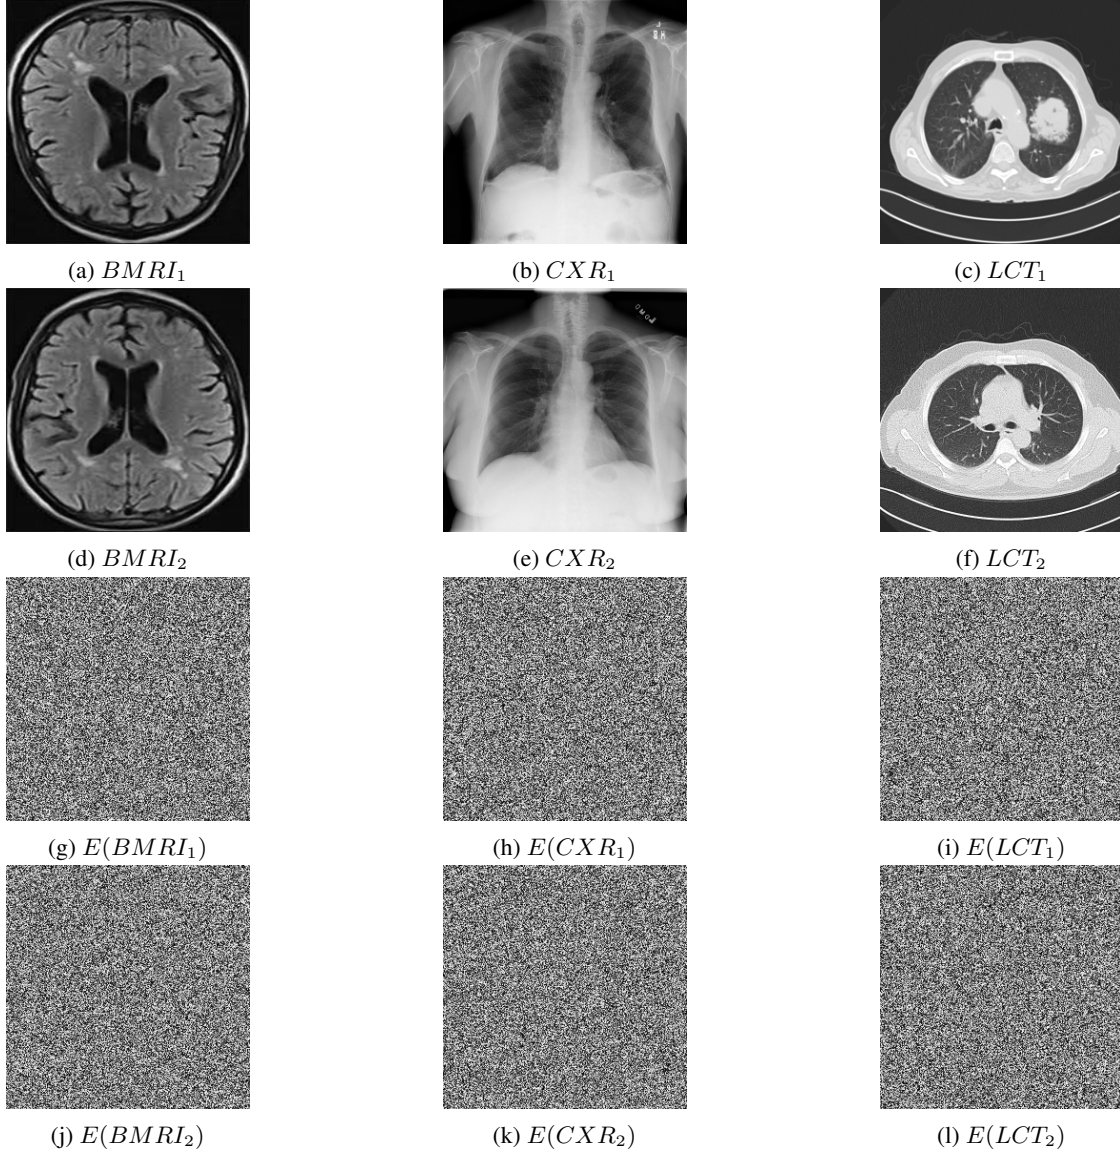 (a) BMRI₁
(b) CXR₁
(c) LCT₁
(d) BMRI₂
(e) CXR₂
(f) LCT₂
(g) E(BMRI₁)
(h) E(CXR₁)
(i) E(LCT₁)
(j) E(BMRI₂)
(k) E(CXR₂)
(l) E(LCT₂)